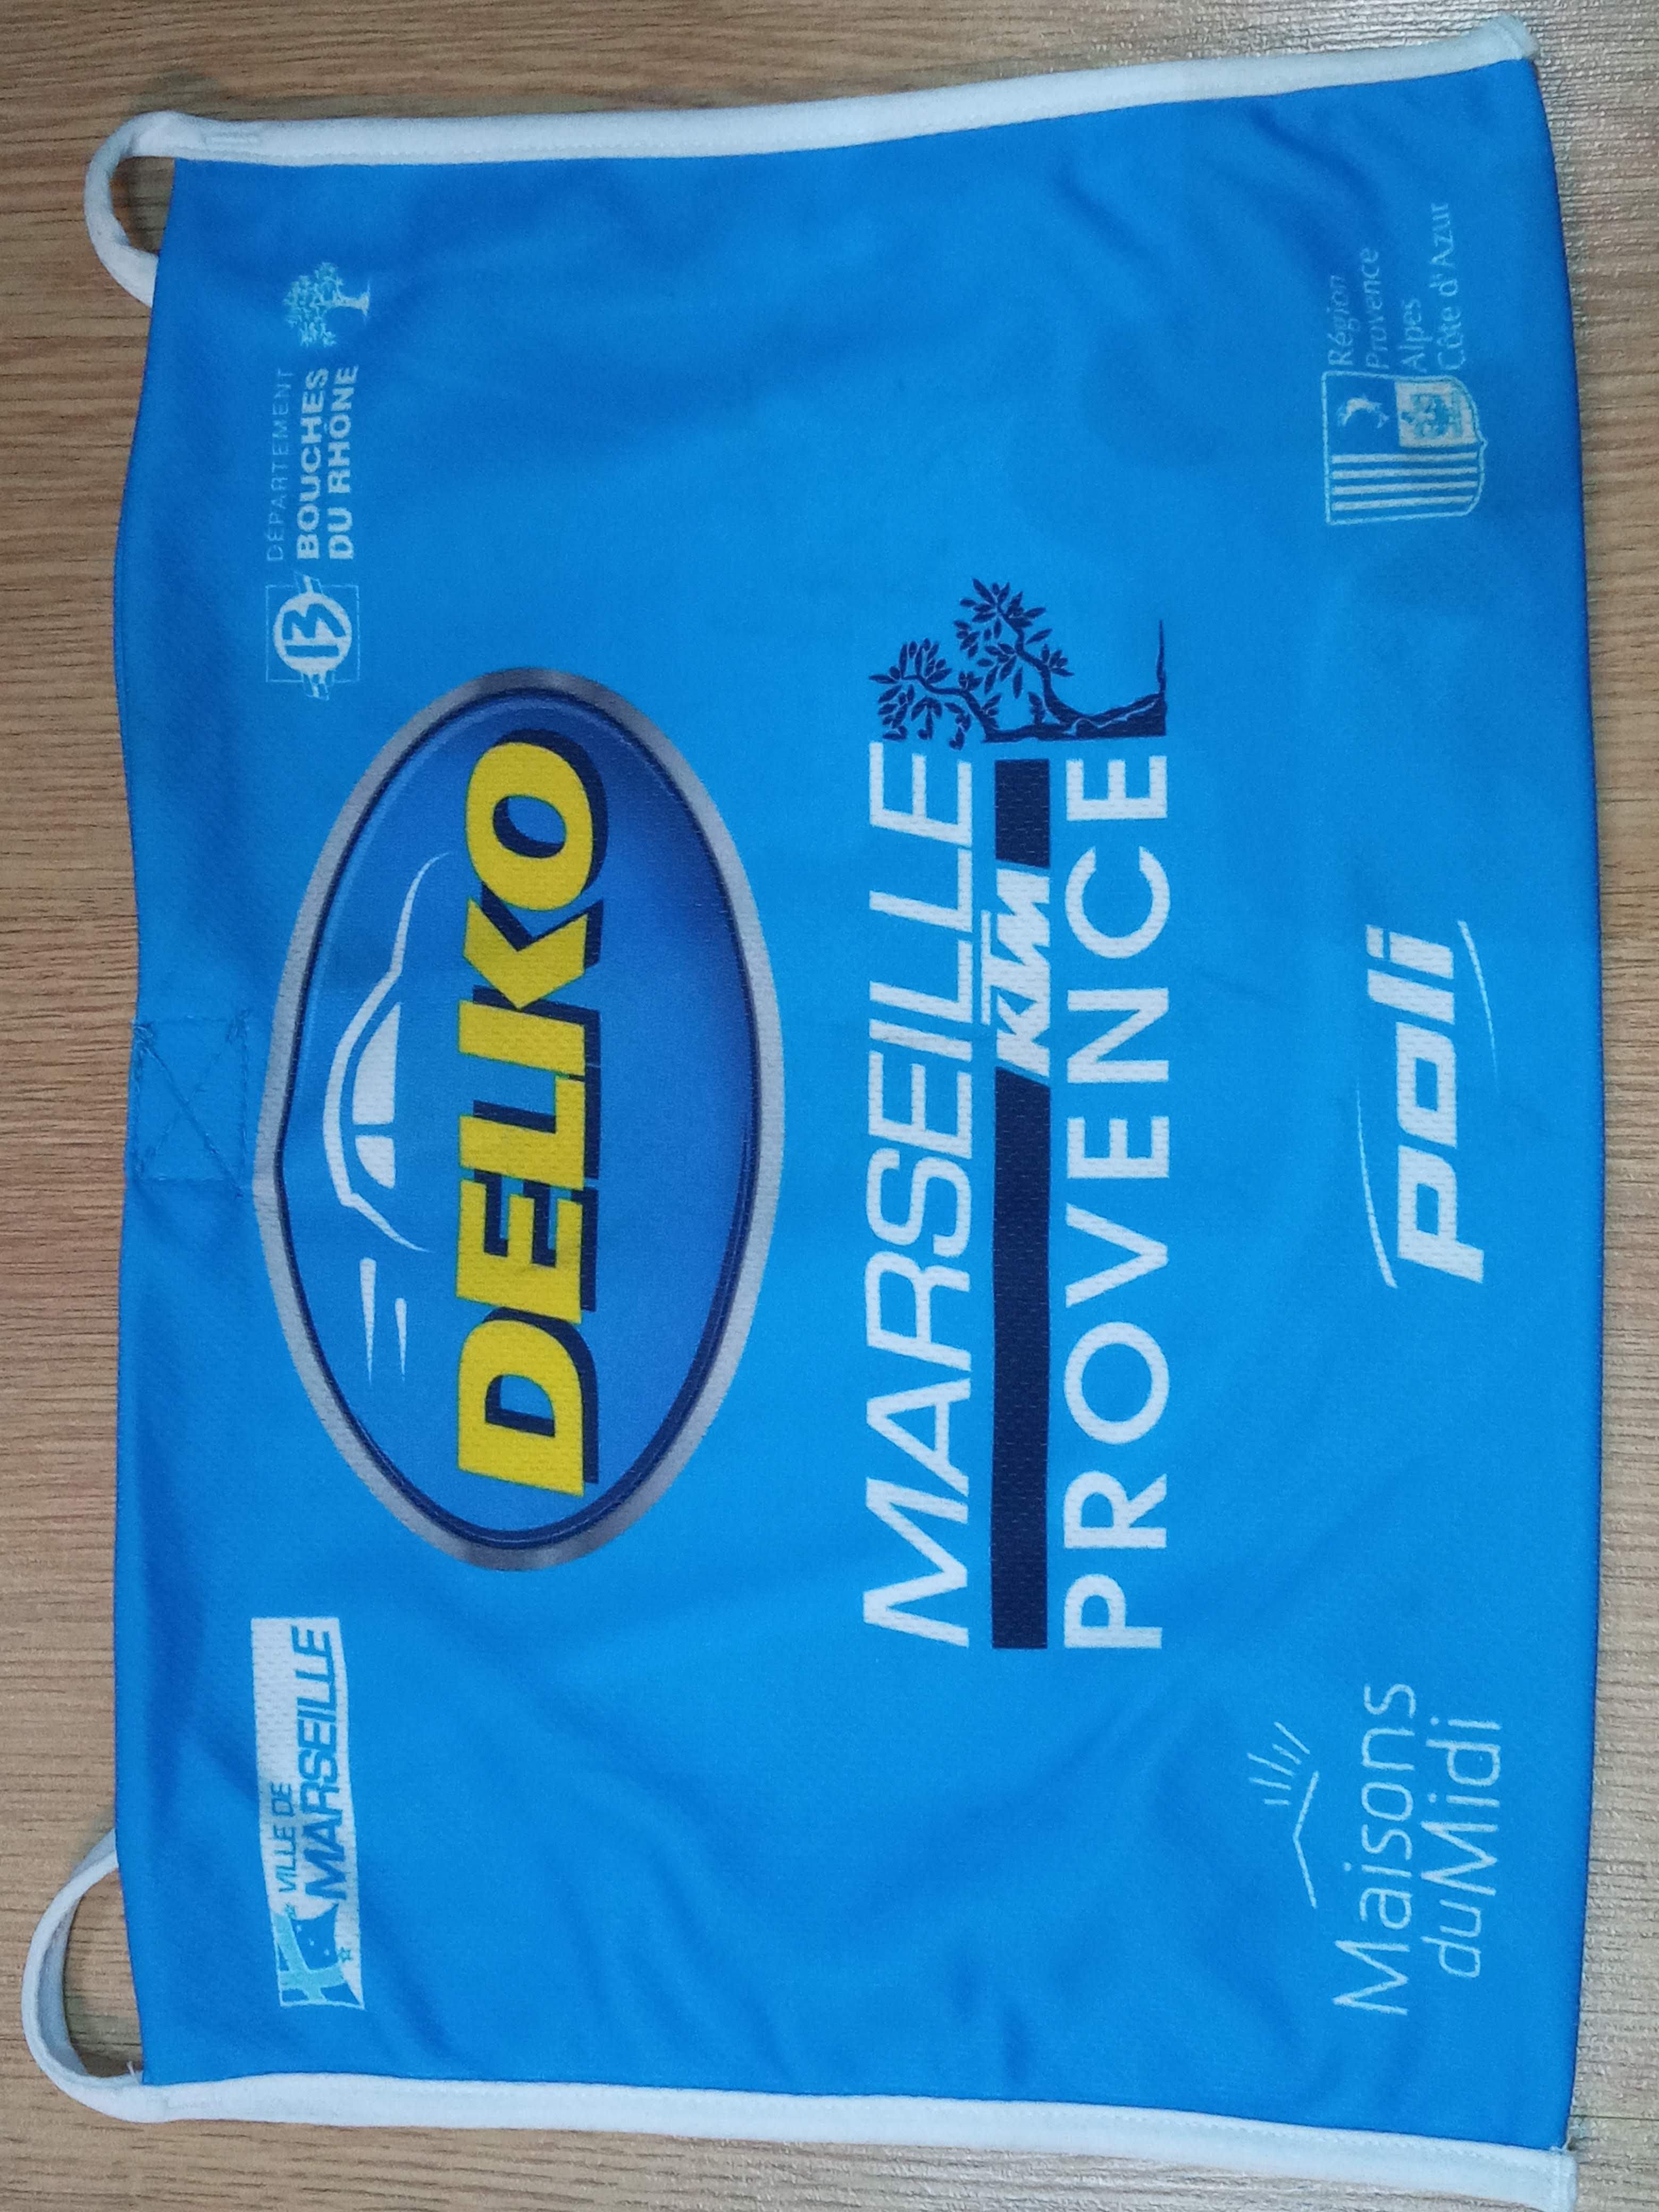 VILLE DE
MARSEILLE
13
DÉPARTEMENT
BOUCHES
DU RHÔNE
DELKO
MARSEILLE
KTM
PROVENCE
Maisons
du Midi
poli
Région
Provence
Alpes
Côte d'Azur